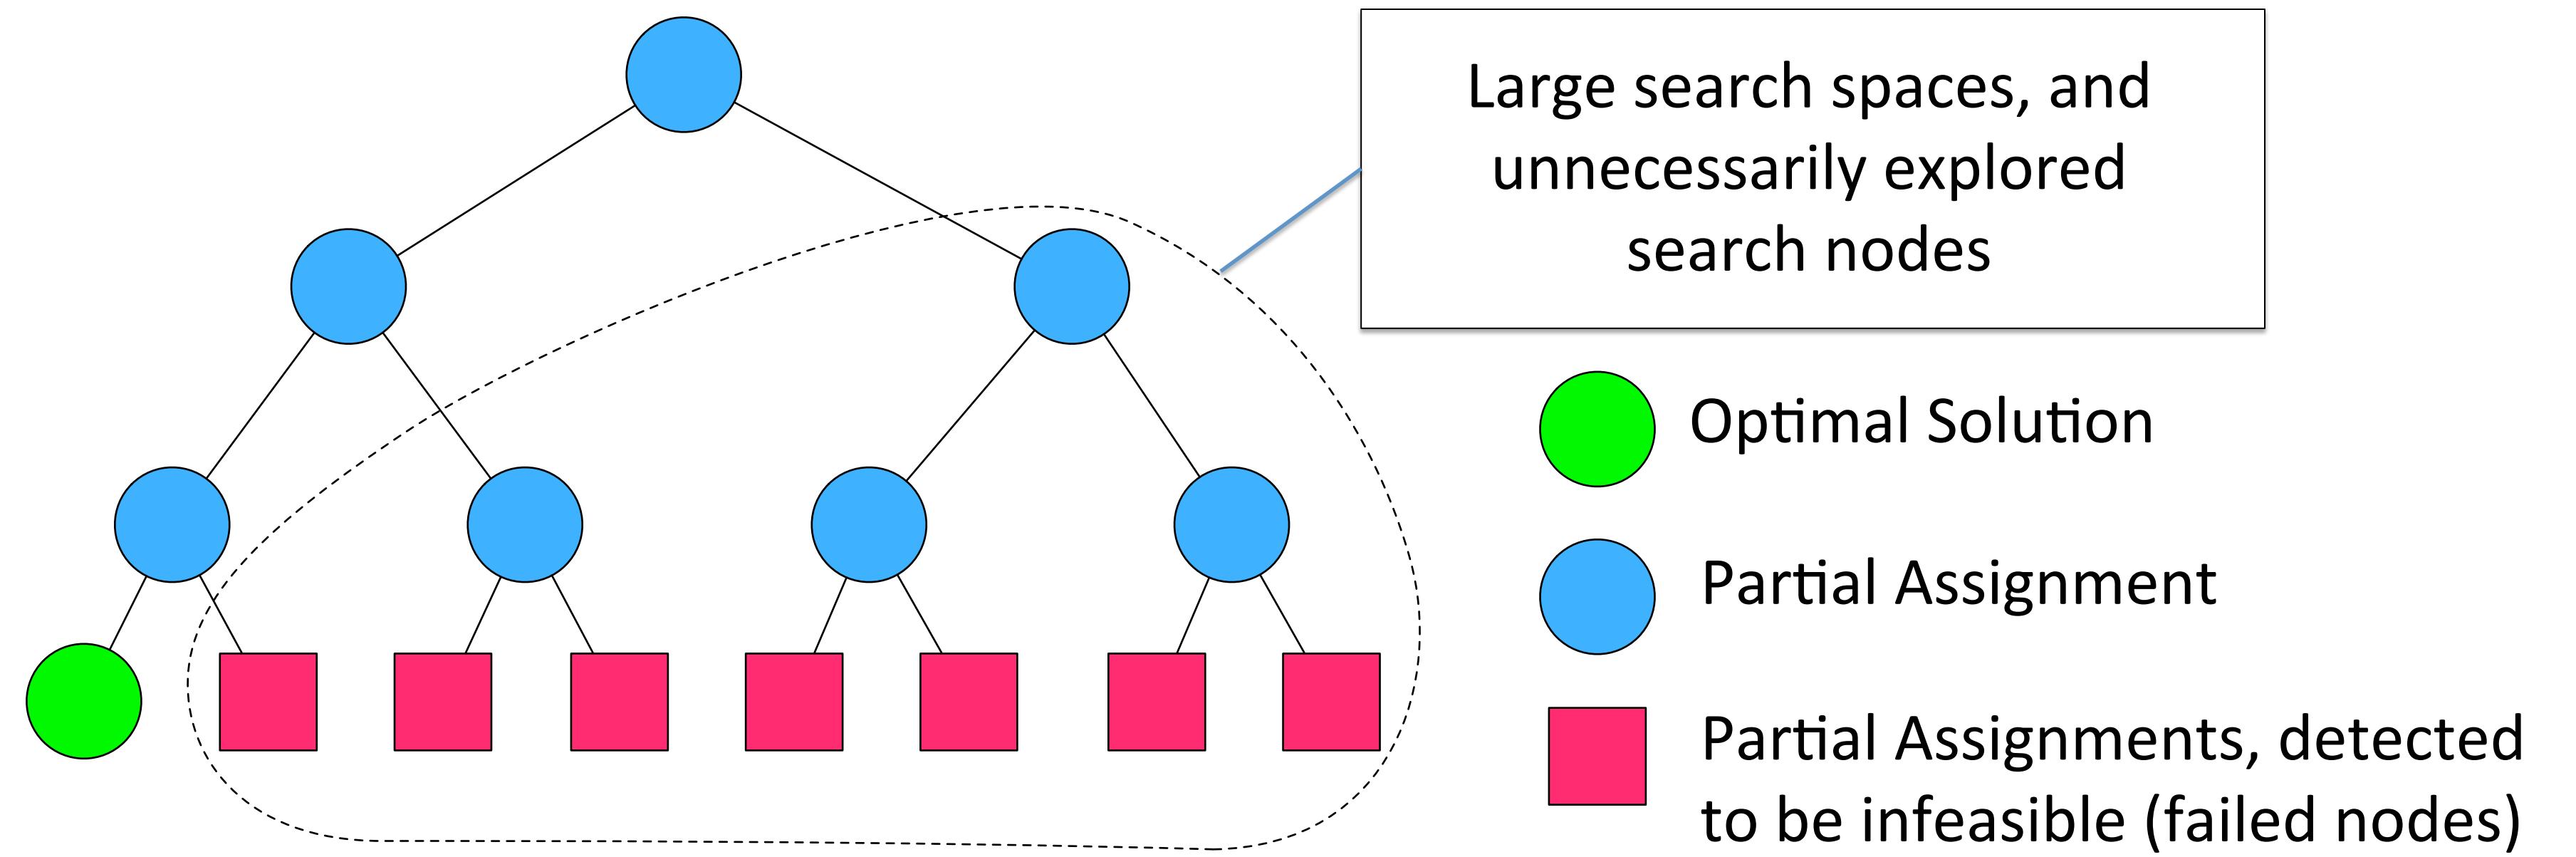 Large search spaces, and
unnecessarily explored
search nodes
Optimal Solution
Partial Assignment
Partial Assignments, detected
to be infeasible (failed nodes)